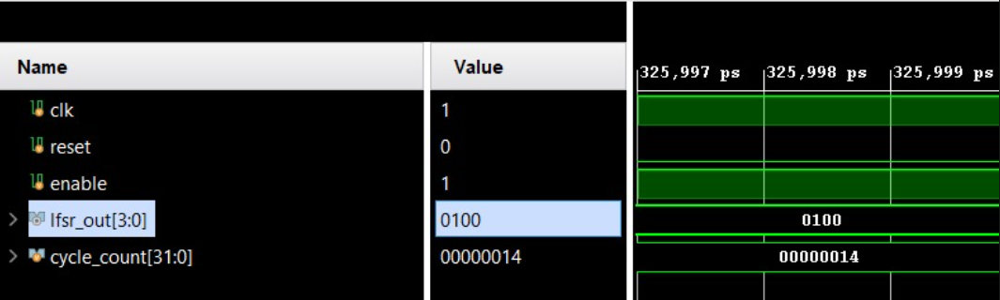 Name Value
325,997 ps 325,998 ps 325,999 ps
clk 1
reset 0
enable 1
lfsr_out[3:0] 0100 0100
cycle_count[31:0] 00000014 00000014